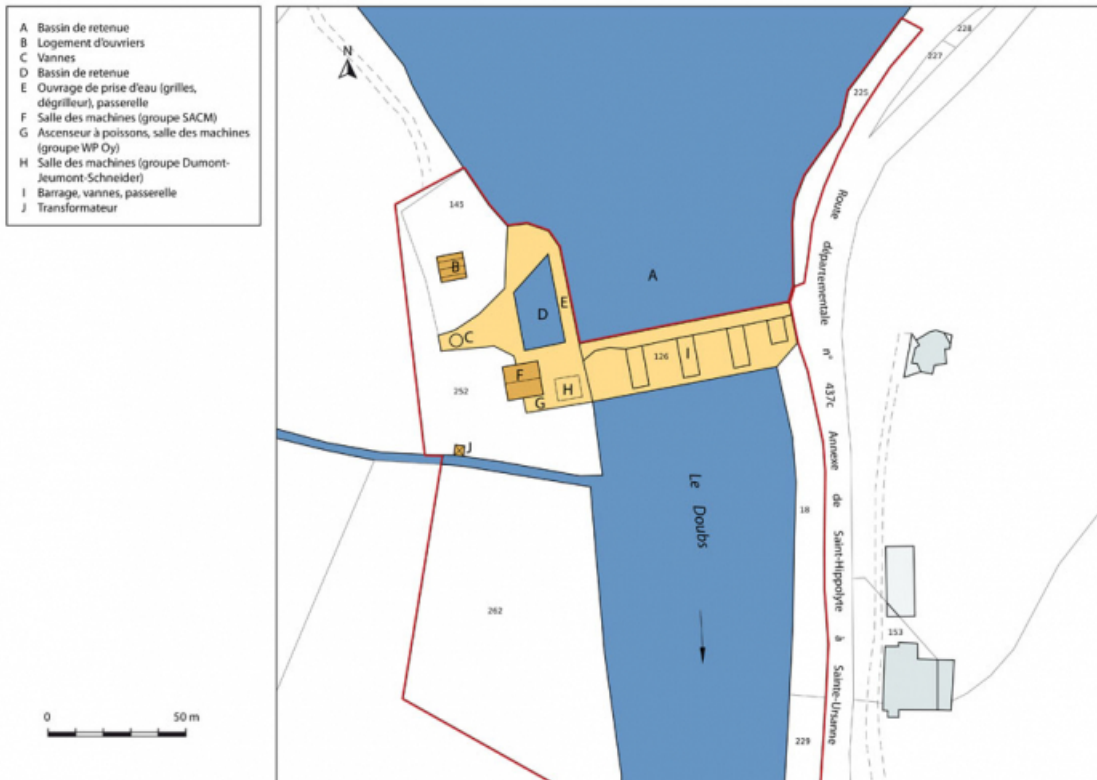 A Bassin de retenue
B Logement d'ouvriers
C Vannes
D Bassin de retenue
E Ouvrage de prise d'eau (grilles,
dégrilleur), passerelle
F Salle des machines (groupe SACM)
G Ascenseur à poissons, salle des machines
(groupe WP Oy)
H Salle des machines (groupe Dumont-
Jeumont-Schneider)
I Barrage, vannes, passerelle
J Transformateur
N
228
227
225
145
B
A
E
D
C
126
I
F
H
G
252
J
Route départementale n° 437c Annexe de Saint-Hippolyte à Sainte-Ursanne
Le Doubs
18
262
153
229
0 50 m